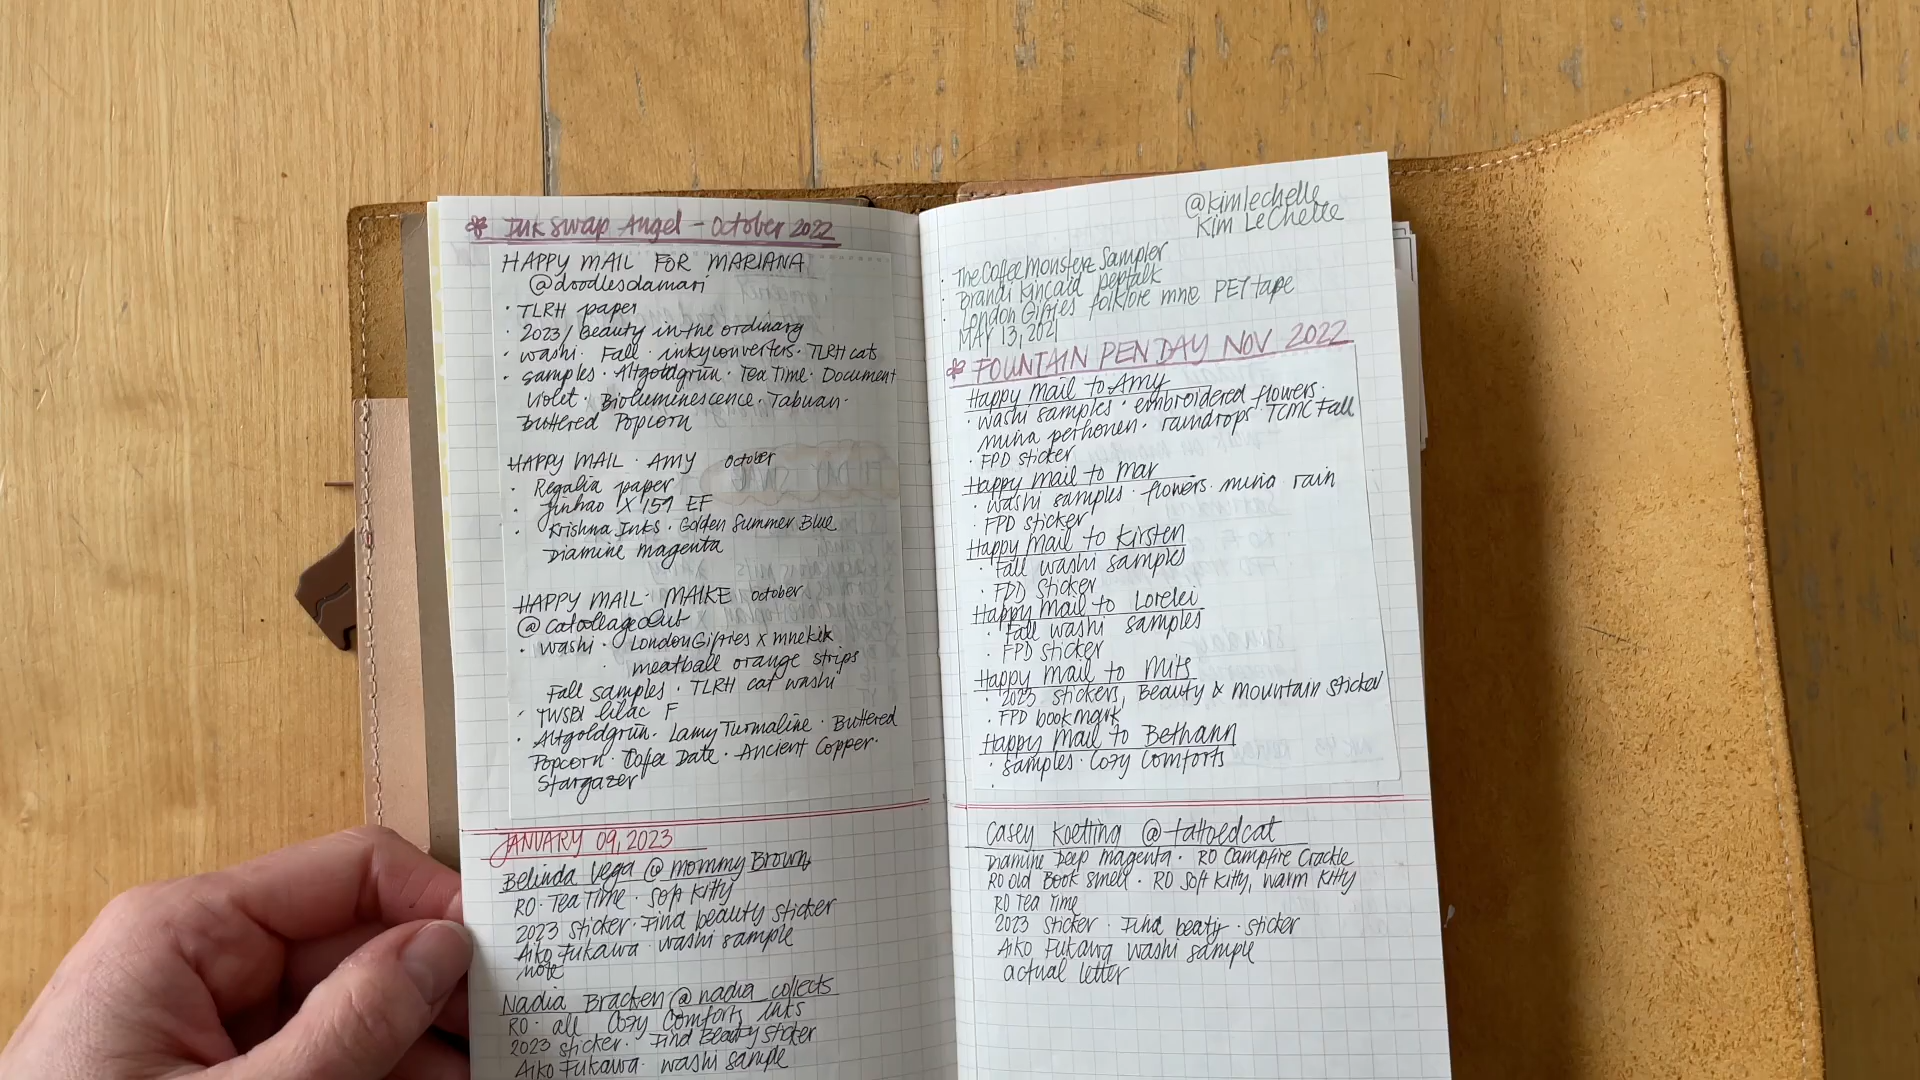 * Ink Swap Angel - October 2022
HAPPY MAIL FOR MARIANA
@doodlesdamari
· TLRH paper
· 2023/ beauty in the ordinary
· washi · Fall · inkyconverters · TLRH cats
· samples · Altgoldgrün · Tea Time · Document
violet · Bioluminescence · Tabuan ·
Buttered Popcorn
HAPPY MAIL · AMY October
· Regalia paper
· Jinhao X 159 EF
· Krishna Inks · Golden Summer Blue
Diamine magenta
HAPPY MAIL · MAIKE october
@catollageclub
· washi · LondonGifties x mnekik
· meatball orange strips
Fall samples · TLRH cat washi
· TWSBI lilac F
· Altgoldgrün · Lamy Turmaline · Buttered
Popcorn · Coffee Date · Ancient Copper ·
Stargazer
JANUARY 09, 2023
Belinda Vega @mommyBrown
RO · Tea Time · Soft Kitty
2023 sticker · Find beauty sticker
Aiko Fukawa · washi sample
note
Nadia Bracken @nadia_collects
RO · all Cozy Comforts Inks
2023 sticker · Find Beauty Sticker
Aiko Fukawa · washi sample
@kimlechelle
Kim LeChelle
· The Coffee Monsterz Sampler
· Brandi Kincaid peptalk
· London Gifties folklore mne PET tape
MAY 13, 2021
* FOUNTAIN PEN DAY NOV 2022
Happy Mail to Amy
· washi samples · embroidered flowers ·
mina perhonen · raindrops · TCMC Fall
· FPD sticker
Happy Mail to Mar
· washi samples · flowers · mina rain
· FPD sticker
Happy Mail to Kirsten
· Fall washi samples
· FPD sticker
Happy Mail to Lorelei
· Fall washi samples
· FPD sticker
Happy Mail to Mits
· 2023 stickers, Beauty & mountain sticker
· FPD bookmark
Happy Mail to Bethann
· samples · Cozy Comforts
Casey Koetting @tattoedcat
Diamine Deep Magenta · RO Campfire Crackle
RO Old Book Smell · RO Soft Kitty, Warm Kitty
RO Tea Time
2023 sticker · Find beauty · sticker
Aiko Fukawa washi sample
actual letter